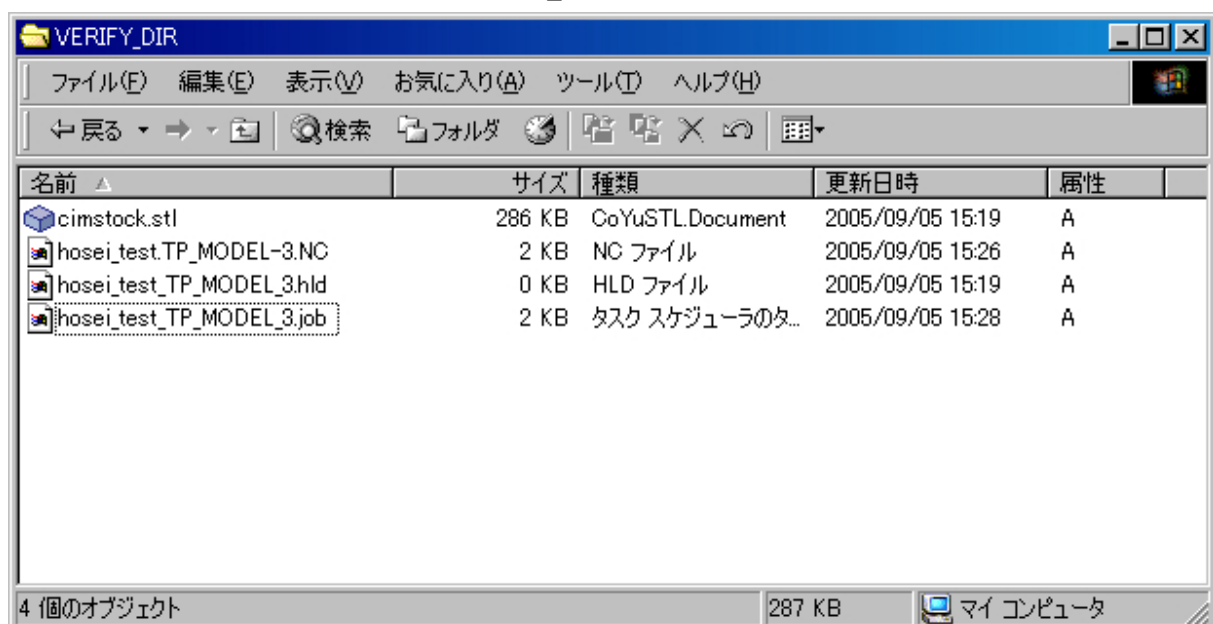 VERIFY_DIR
ファイル(F) 編集(E) 表示(V) お気に入り(A) ツール(T) ヘルプ(H)
戻る 検索 フォルダ
名前 サイズ 種類 更新日時 属性
cimstock.stl 286 KB CoYuSTL.Document 2005/09/05 15:19 A
hosei_test.TP_MODEL-3.NC 2 KB NC ファイル 2005/09/05 15:26 A
hosei_test_TP_MODEL_3.hld 0 KB HLD ファイル 2005/09/05 15:19 A
hosei_test_TP_MODEL_3.job 2 KB タスク スケジューラのタ... 2005/09/05 15:28 A
4 個のオブジェクト 287 KB マイ コンピュータ